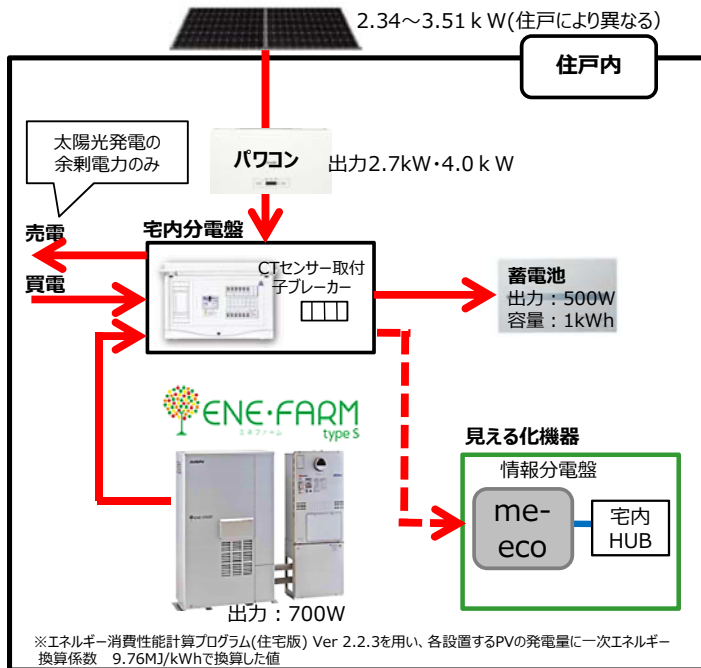 2.34～3.51ｋW(住戸により異なる)
住戸内
太陽光発電の
余剰電力のみ
パワコン
出力2.7kW・4.0ｋW
売電
宅内分電盤
買電
CTセンサー取付
子ブレーカー
蓄電池
出力：500W
容量：1kWh
ENE・FARM
エネファーム
type S
見える化機器
情報分電盤
me-
eco
宅内
HUB
ENE・FARM
出力：700W
※エネルギー消費性能計算プログラム(住宅版) Ver 2.2.3を用い、各設置するPVの発電量に一次エネルギー
換算係数　9.76MJ/kWhで換算した値